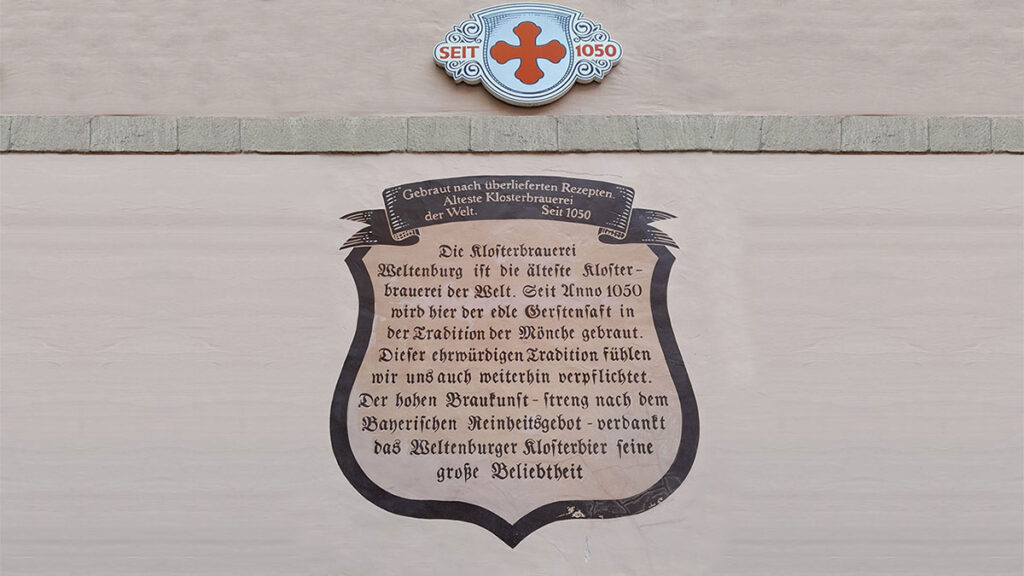 SEIT 1050
Gebraut nach überlieferten Rezepten.
Älteste Klosterbrauerei
der Welt. Seit 1050
Die Klosterbrauerei
Weltenburg ist die älteste Kloster-
brauerei der Welt. Seit Anno 1050
wird hier der edle Gerstensaft in
der Tradition der Mönche gebraut.
Dieser ehrwürdigen Tradition fühlen
wir uns auch weiterhin verpflichtet.
Der hohen Braukunst - streng nach dem
Bayerischen Reinheitsgebot - verdankt
das Weltenburger Klosterbier seine
große Beliebtheit